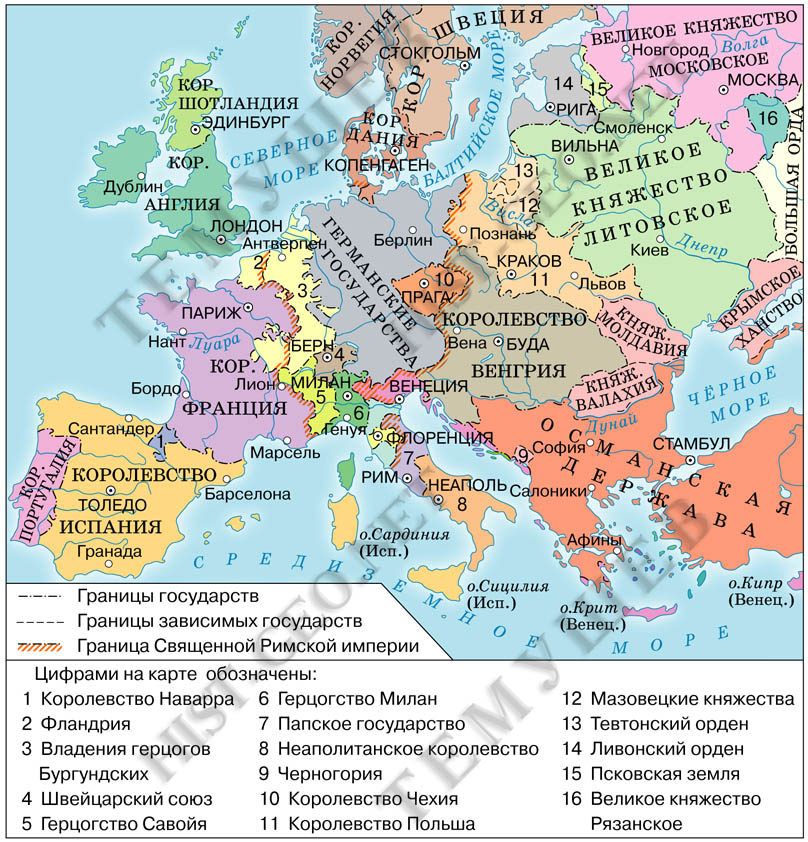 КОР.
НОРВЕГИЯ
ШВЕЦИЯ
КОР.
СТОКГОЛЬМ
ВЕЛИКОЕ КНЯЖЕСТВО
Новгород
Волга
МОСКОВСКОЕ
МОСКВА
14
15
РИГА
16
КОР.
ШОТЛАНДИЯ
ЭДИНБУРГ
СЕВЕРНОЕ
МОРЕ
КОР.
ДАНИЯ
КОПЕНГАГЕН
БАЛТИЙСКОЕ МОРЕ
Смоленск
ВИЛЬНА
ВЕЛИКОЕ
КНЯЖЕСТВО
ЛИТОВСКОЕ
БОЛЬШАЯ ОРДА
КОР.
АНГЛИЯ
Дублин
ЛОНДОН
13
12
Висла
Познань
Берлин
ГЕРМАНСКИЕ
ГОСУДАРСТВА
Антверпен
2
3
Киев
Днепр
КРАКОВ
11
Львов
10
ПРАГА
ПАРИЖ
Нант
Луара
БЕРН
4
КОР.
ФРАНЦИЯ
Лион
Бордо
Марсель
КОРОЛЕВСТВО
Вена
БУДА
ВЕНГРИЯ
КНЯЖ.
МОЛДАВИЯ
КРЫМСКОЕ
ХАНСТВО
КНЯЖ.
ВАЛАХИЯ
ЧЁРНОЕ
МОРЕ
Дунай
МИЛАН
5
6
ВЕНЕЦИЯ
Генуя
ФЛОРЕНЦИЯ
7
РИМ
НЕАПОЛЬ
8
9
ОСМАНСКАЯ
ДЕРЖАВА
София
СТАМБУЛ
Салоники
Афины
Сантандер
1
КОР.
ПОРТУГАЛИЯ
КОРОЛЕВСТВО
ТОЛЕДО
ИСПАНИЯ
Барселона
Гранада
о.Сардиния
(Исп.)
о.Сицилия
(Исп.)
о.Крит
(Венец.)
о.Кипр
(Венец.)
СРЕДИЗЕМНОЕ МОРЕ
Границы государств
Границы зависимых государств
Граница Священной Римской империи
Цифрами на карте обозначены:
1 Королевство Наварра
2 Фландрия
3 Владения герцогов
Бургундских
4 Швейцарский союз
5 Герцогство Савойя
6 Герцогство Милан
7 Папское государство
8 Неаполитанское королевство
9 Черногория
10 Королевство Чехия
11 Королевство Польша
12 Мазовецкие княжества
13 Тевтонский орден
14 Ливонский орден
15 Псковская земля
16 Великое княжество
Рязанское
ТЕМУШЕВ
HIST-GEO.NET
HIST-GEO.NET
ТЕМУШЕВ